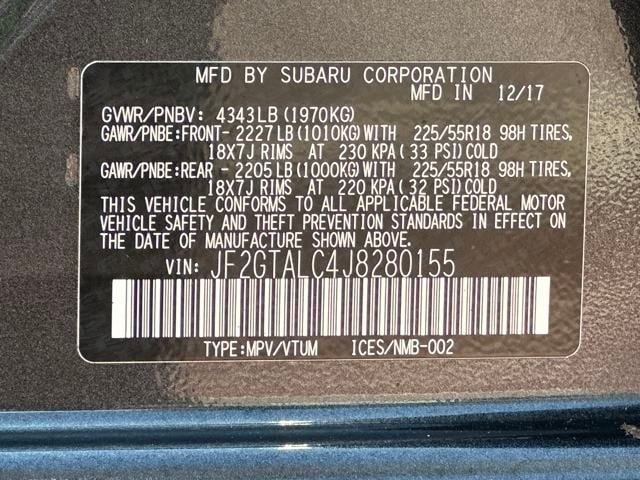 MFD BY SUBARU CORPORATION
MFD IN 12/17
GVWR/PNBV: 4343LB (1970KG)
GAWR/PNBE:FRONT- 2227LB (1010KG) WITH 225/55R18 98H TIRES,
18X7J RIMS AT 230 KPA( 33 PSI) COLD
GAWR/PNBE:REAR - 2205LB (1000KG) WITH 225/55R18 98H TIRES,
18X7J RIMS AT 220 KPA( 32 PSI) COLD
THIS VEHICLE CONFORMS TO ALL APPLICABLE FEDERAL MOTOR
VEHICLE SAFETY AND THEFT PREVENTION STANDARDS IN EFFECT ON
THE DATE OF MANUFACTURE SHOWN ABOVE.
VIN: JF2GTALC4J8280155
TYPE:MPV/VTUM ICES/NMB-002